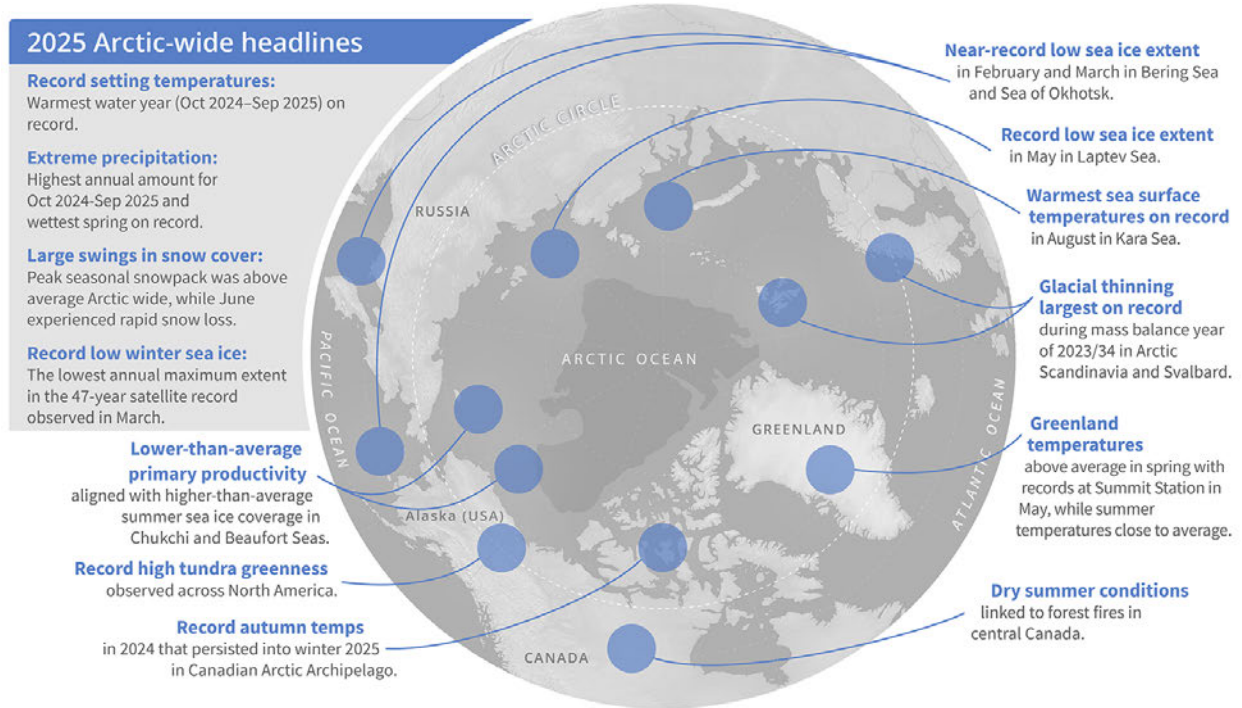 2025 Arctic-wide headlines
Record setting temperatures:
Warmest water year (Oct 2024–Sep 2025) on
record.
Extreme precipitation:
Highest annual amount for
Oct 2024-Sep 2025 and
wettest spring on record.
Large swings in snow cover:
Peak seasonal snowpack was above
average Arctic wide, while June
experienced rapid snow loss.
Record low winter sea ice:
The lowest annual maximum extent
in the 47-year satellite record
observed in March.
Lower-than-average
primary productivity
aligned with higher-than-average
summer sea ice coverage in
Chukchi and Beaufort Seas.
Record high tundra greenness
observed across North America.
Record autumn temps
in 2024 that persisted into winter 2025
in Canadian Arctic Archipelago.
ARCTIC CIRCLE
RUSSIA
PACIFIC OCEAN
ARCTIC OCEAN
GREENLAND
ATLANTIC OCEAN
Alaska (USA)
CANADA
Near-record low sea ice extent
in February and March in Bering Sea
and Sea of Okhotsk.
Record low sea ice extent
in May in Laptev Sea.
Warmest sea surface
temperatures on record
in August in Kara Sea.
Glacial thinning
largest on record
during mass balance year
of 2023/34 in Arctic
Scandinavia and Svalbard.
Greenland
temperatures
above average in spring with
records at Summit Station in
May, while summer
temperatures close to average.
Dry summer conditions
linked to forest fires in
central Canada.